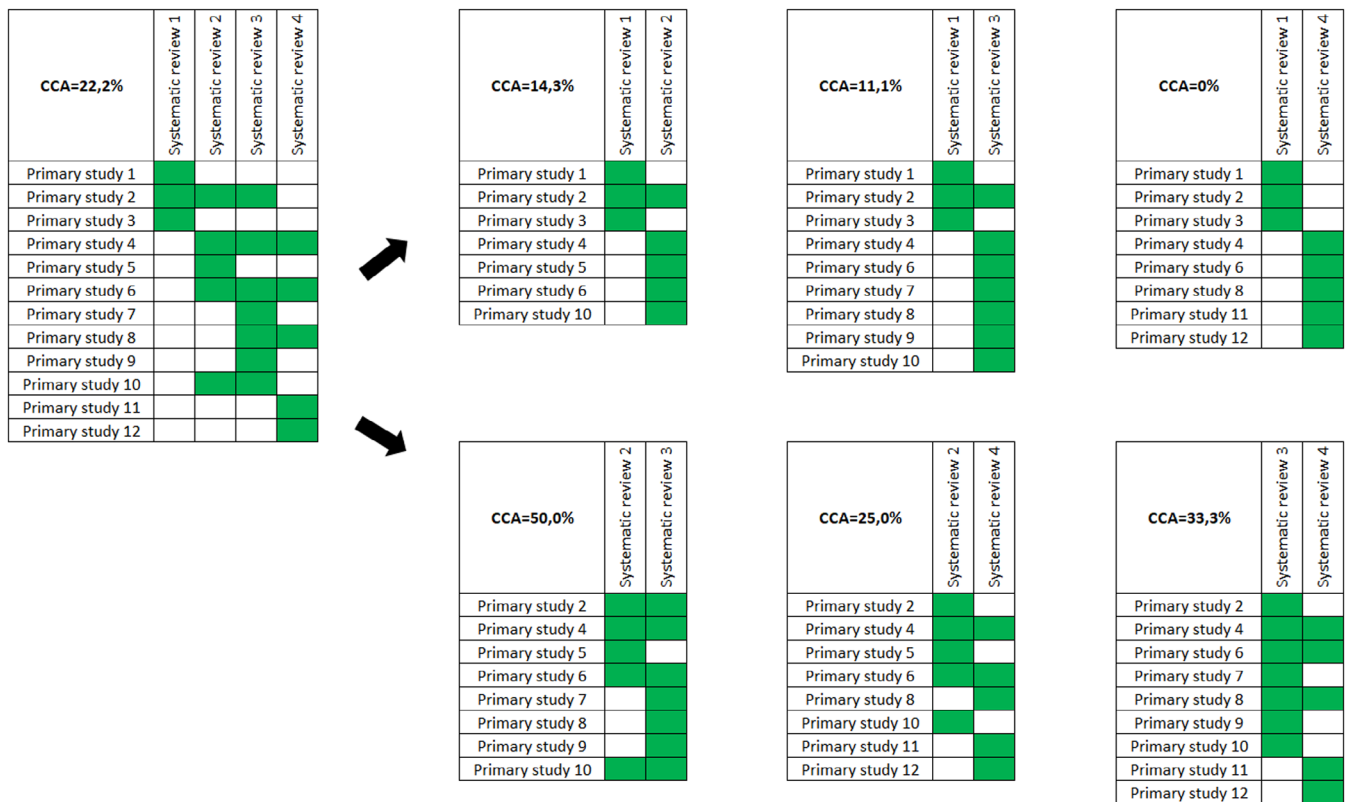 CCA=22,2%
Systematic review 1
Systematic review 2
Systematic review 3
Systematic review 4
Primary study 1
Primary study 2
Primary study 3
Primary study 4
Primary study 5
Primary study 6
Primary study 7
Primary study 8
Primary study 9
Primary study 10
Primary study 11
Primary study 12
CCA=14,3%
Systematic review 1
Systematic review 2
Primary study 1
Primary study 2
Primary study 3
Primary study 4
Primary study 5
Primary study 6
Primary study 10
CCA=11,1%
Systematic review 1
Systematic review 3
Primary study 1
Primary study 2
Primary study 3
Primary study 4
Primary study 6
Primary study 7
Primary study 8
Primary study 9
Primary study 10
CCA=0%
Systematic review 1
Systematic review 4
Primary study 1
Primary study 2
Primary study 3
Primary study 4
Primary study 6
Primary study 8
Primary study 11
Primary study 12
CCA=50,0%
Systematic review 2
Systematic review 3
Primary study 2
Primary study 4
Primary study 5
Primary study 6
Primary study 7
Primary study 8
Primary study 9
Primary study 10
CCA=25,0%
Systematic review 2
Systematic review 4
Primary study 2
Primary study 4
Primary study 5
Primary study 6
Primary study 8
Primary study 10
Primary study 11
Primary study 12
CCA=33,3%
Systematic review 3
Systematic review 4
Primary study 2
Primary study 4
Primary study 6
Primary study 7
Primary study 8
Primary study 9
Primary study 10
Primary study 11
Primary study 12